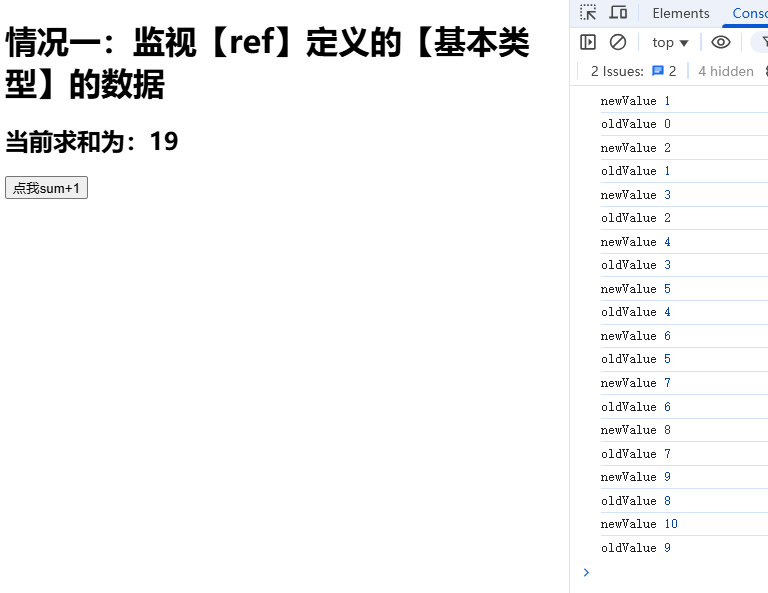 情况一：监视【ref】定义的【基本类
型】的数据
当前求和为：19
点我sum+1
Elements
top
2 Issues:
2
4 hidden
newValue 1
oldValue 0
newValue 2
oldValue 1
newValue 3
oldValue 2
newValue 4
oldValue 3
newValue 5
oldValue 4
newValue 6
oldValue 5
newValue 7
oldValue 6
newValue 8
oldValue 7
newValue 9
oldValue 8
newValue 10
oldValue 9